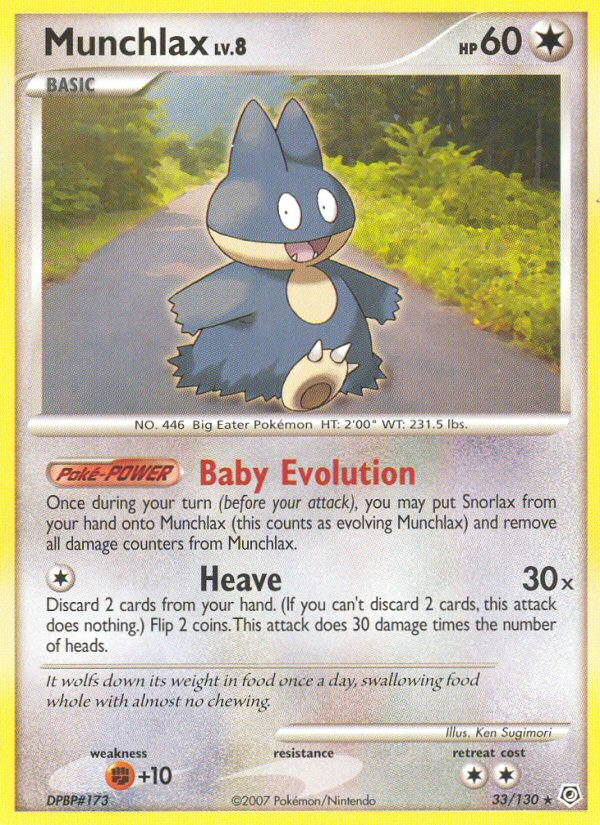 Munchlax LV.8 HP 60
BASIC
NO. 446 Big Eater Pokémon HT: 2'00" WT: 231.5 lbs.
Poké-POWER Baby Evolution
Once during your turn (before your attack), you may put Snorlax from
your hand onto Munchlax (this counts as evolving Munchlax) and remove
all damage counters from Munchlax.
Heave 30x
Discard 2 cards from your hand. (If you can't discard 2 cards, this attack
does nothing.) Flip 2 coins. This attack does 30 damage times the number
of heads.
It wolfs down its weight in food once a day, swallowing food
whole with almost no chewing.
Illus. Ken Sugimori
weakness resistance retreat cost
+10
DPBP#173 ©2007 Pokémon/Nintendo 33/130 ★